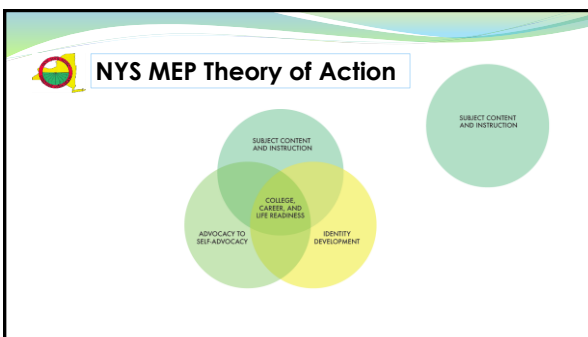 NYS MEP Theory of Action
SUBJECT CONTENT
AND INSTRUCTION
COLLEGE,
CAREER, AND
LIFE READINESS
ADVOCACY TO
SELF-ADVOCACY
IDENTITY
DEVELOPMENT
SUBJECT CONTENT
AND INSTRUCTION